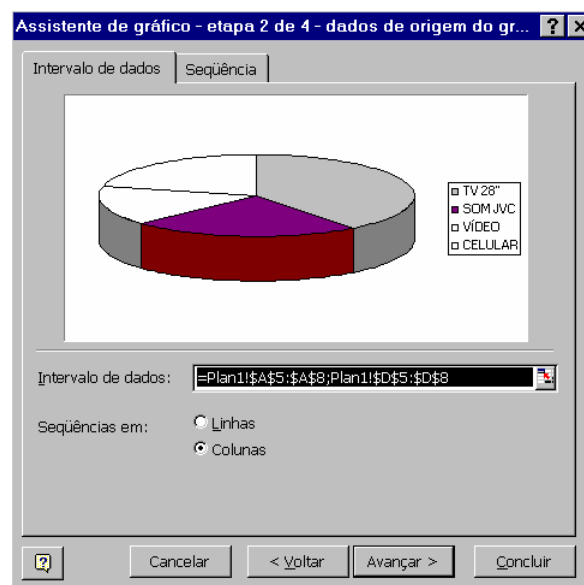 Assistente de gráfico - etapa 2 de 4 - dados de origem do gr... ? ×
Intervalo de dados Seqüência
TV 28"
SOM JVC
VÍDEO
CELULAR
Intervalo de dados: =Plan1!$A$5:$A$8;Plan1!$D$5:$D$8
Seqüências em: Linhas
Colunas
? Cancelar < Voltar Avançar > Concluir